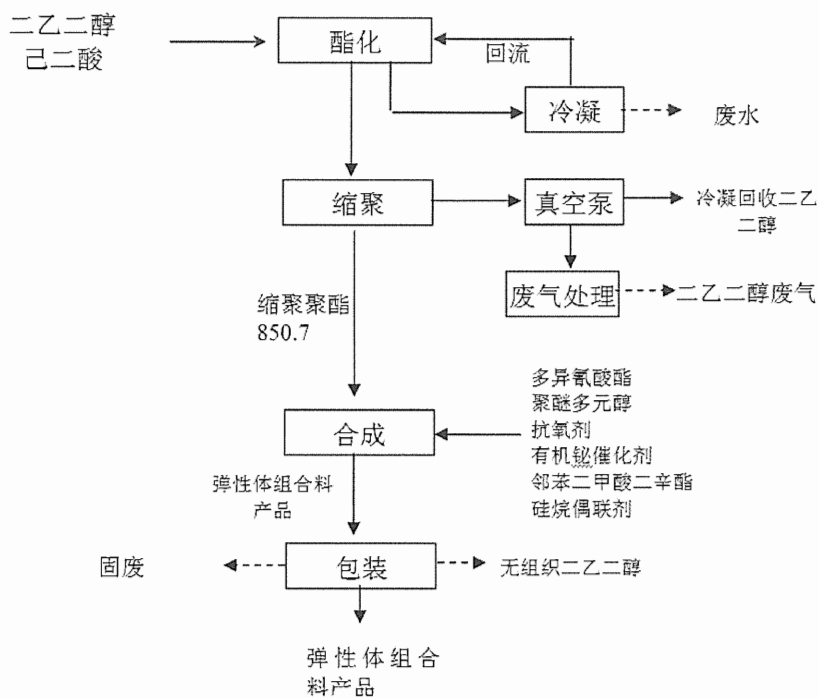 二乙二醇
己二酸
酯化
回流
冷凝
废水
缩聚
真空泵
冷凝回收二乙
二醇
废气处理
二乙二醇废气
缩聚聚酯
850.7
多异氰酸酯
聚醚多元醇
抗氧剂
有机铋催化剂
邻苯二甲酸二辛酯
硅烷偶联剂
合成
弹性体组合料
产品
固废
包装
无组织二乙二醇
弹性体组合
料产品